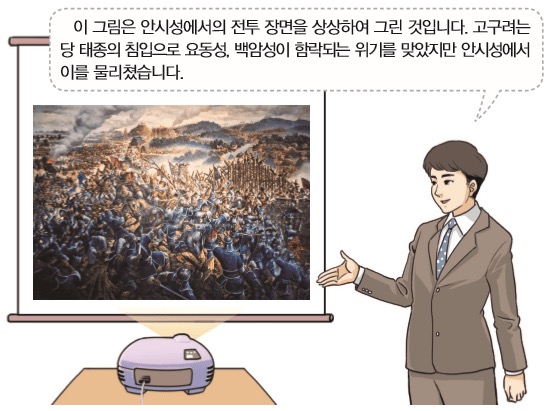 이 그림은 안시성에서의 전투 장면을 상상하여 그린 것입니다. 고구려는
당 태종의 침입으로 요동성, 백암성이 함락되는 위기를 맞았지만 안시성에서
이를 물리쳤습니다.